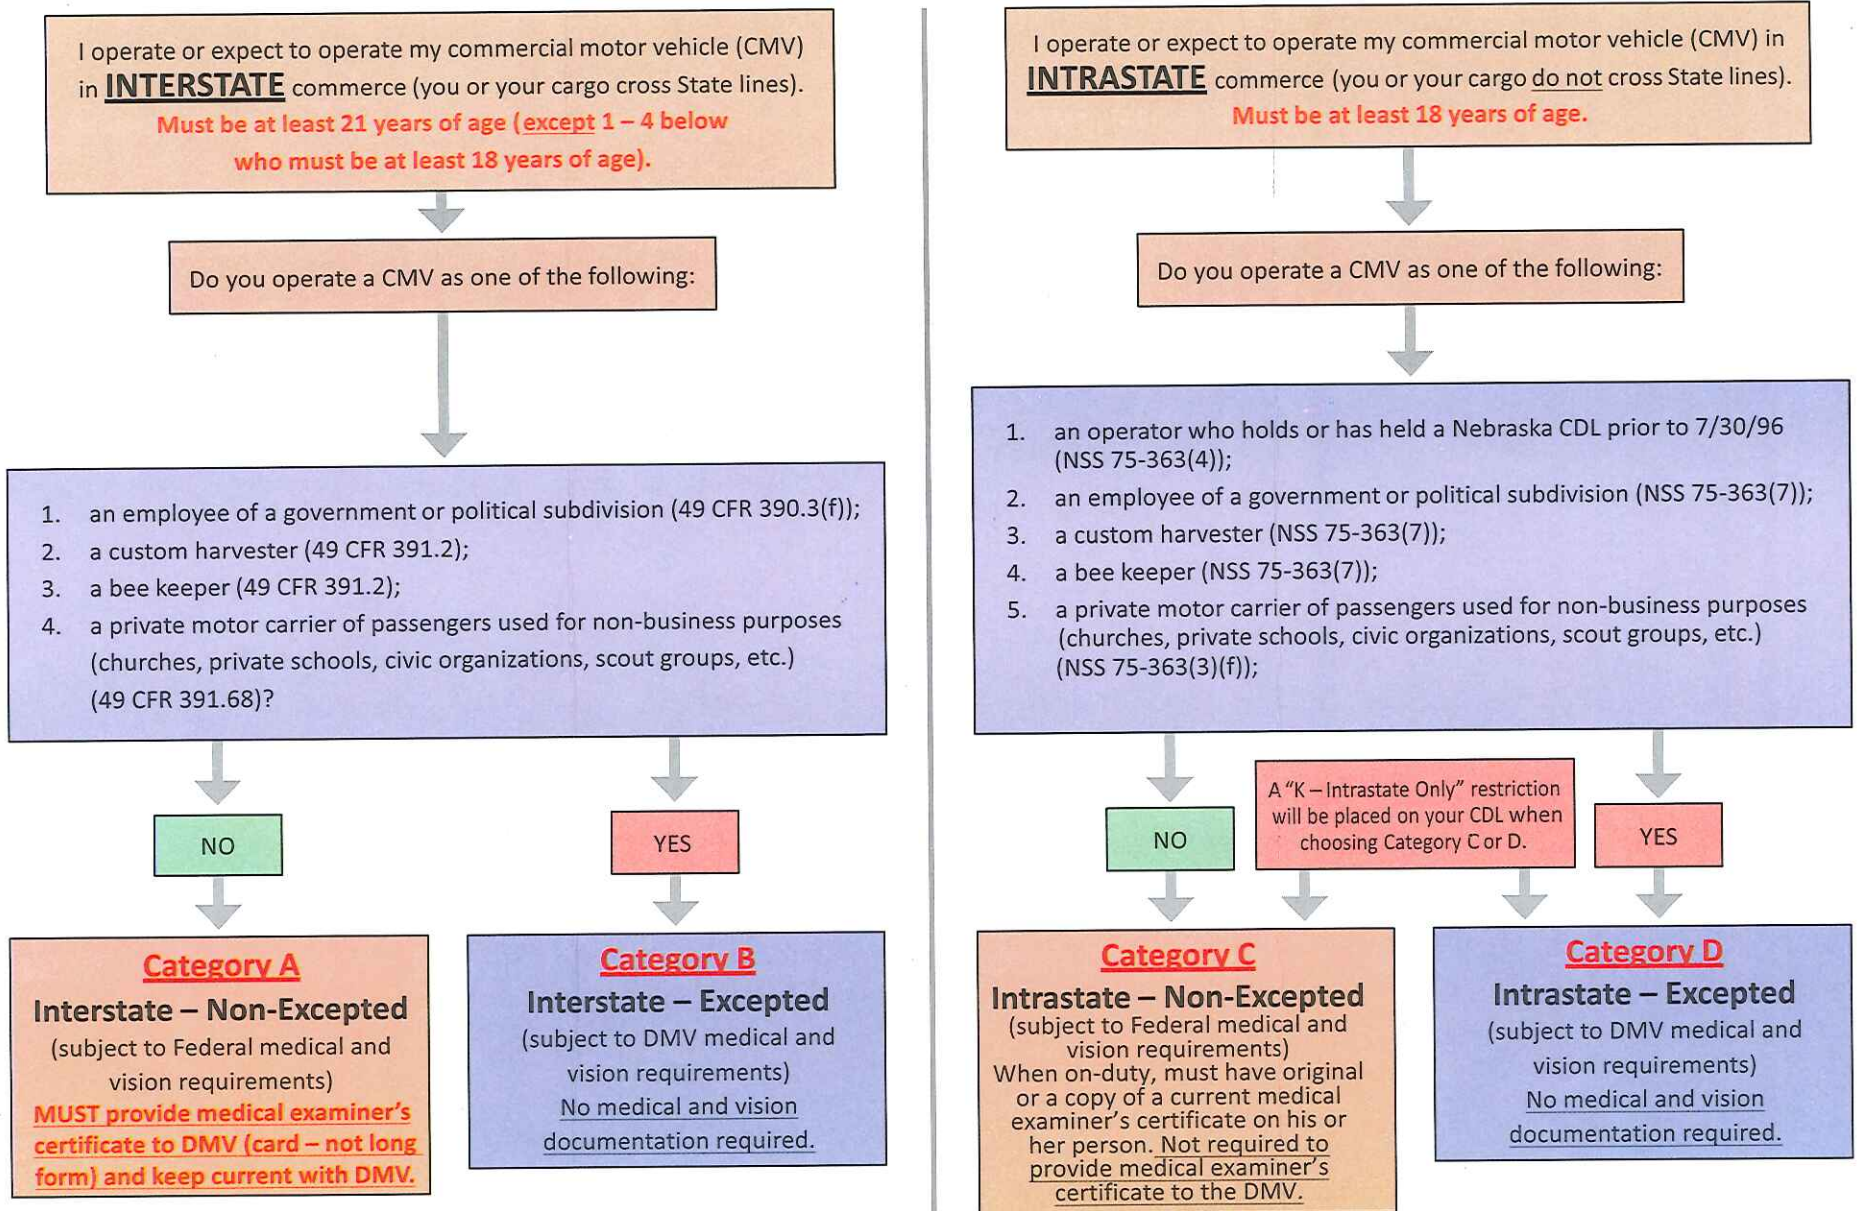 I operate or expect to operate my commercial motor vehicle (CMV)
in INTERSTATE commerce (you or your cargo cross State lines).
Must be at least 21 years of age (except 1 – 4 below
who must be at least 18 years of age).
Do you operate a CMV as one of the following:
1. an employee of a government or political subdivision (49 CFR 390.3(f));
2. a custom harvester (49 CFR 391.2);
3. a bee keeper (49 CFR 391.2);
4. a private motor carrier of passengers used for non-business purposes
(churches, private schools, civic organizations, scout groups, etc.)
(49 CFR 391.68)?
NO
YES
Category A
Interstate – Non-Excepted
(subject to Federal medical and
vision requirements)
MUST provide medical examiner's
certificate to DMV (card – not long
form) and keep current with DMV.
Category B
Interstate – Excepted
(subject to DMV medical and
vision requirements)
No medical and vision
documentation required.
I operate or expect to operate my commercial motor vehicle (CMV) in
INTRASTATE commerce (you or your cargo do not cross State lines).
Must be at least 18 years of age.
Do you operate a CMV as one of the following:
1. an operator who holds or has held a Nebraska CDL prior to 7/30/96
(NSS 75-363(4));
2. an employee of a government or political subdivision (NSS 75-363(7));
3. a custom harvester (NSS 75-363(7));
4. a bee keeper (NSS 75-363(7));
5. a private motor carrier of passengers used for non-business purposes
(churches, private schools, civic organizations, scout groups, etc.)
(NSS 75-363(3)(f));
NO
A "K – Intrastate Only" restriction
will be placed on your CDL when
choosing Category C or D.
YES
Category C
Intrastate – Non-Excepted
(subject to Federal medical and
vision requirements)
When on-duty, must have original
or a copy of a current medical
examiner's certificate on his or
her person. Not required to
provide medical examiner's
certificate to the DMV.
Category D
Intrastate – Excepted
(subject to DMV medical and
vision requirements)
No medical and vision
documentation required.